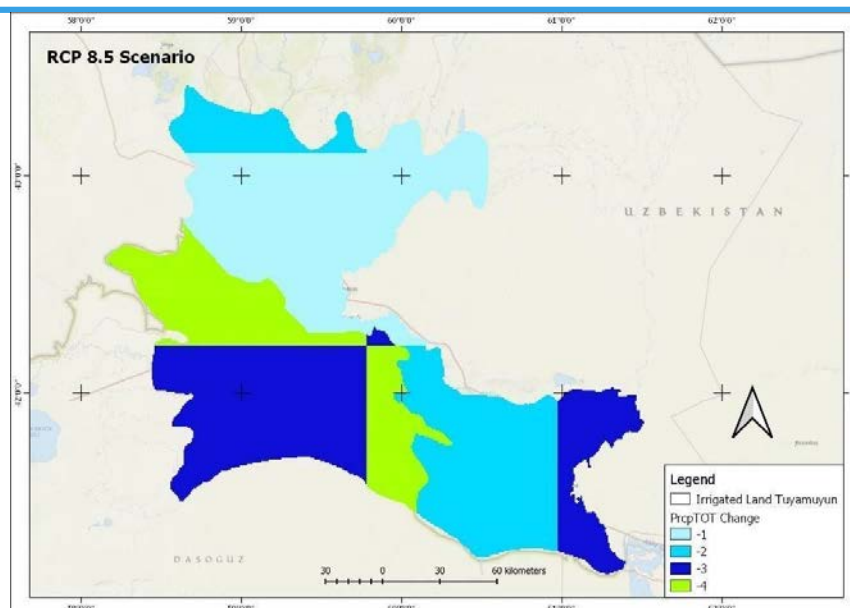 58°0'0" 59°0'0" 60°0'0" 61°0'0" 62°0'0"
RCP 8.5 Scenario
43°0'0"
UZBEKISTAN
42°0'0"
Legend
Irrigated Land Tuyamuyun
PrcpTOT Change
-1
-2
-3
-4
DASOGUZ
30 0 30 60 kilometers